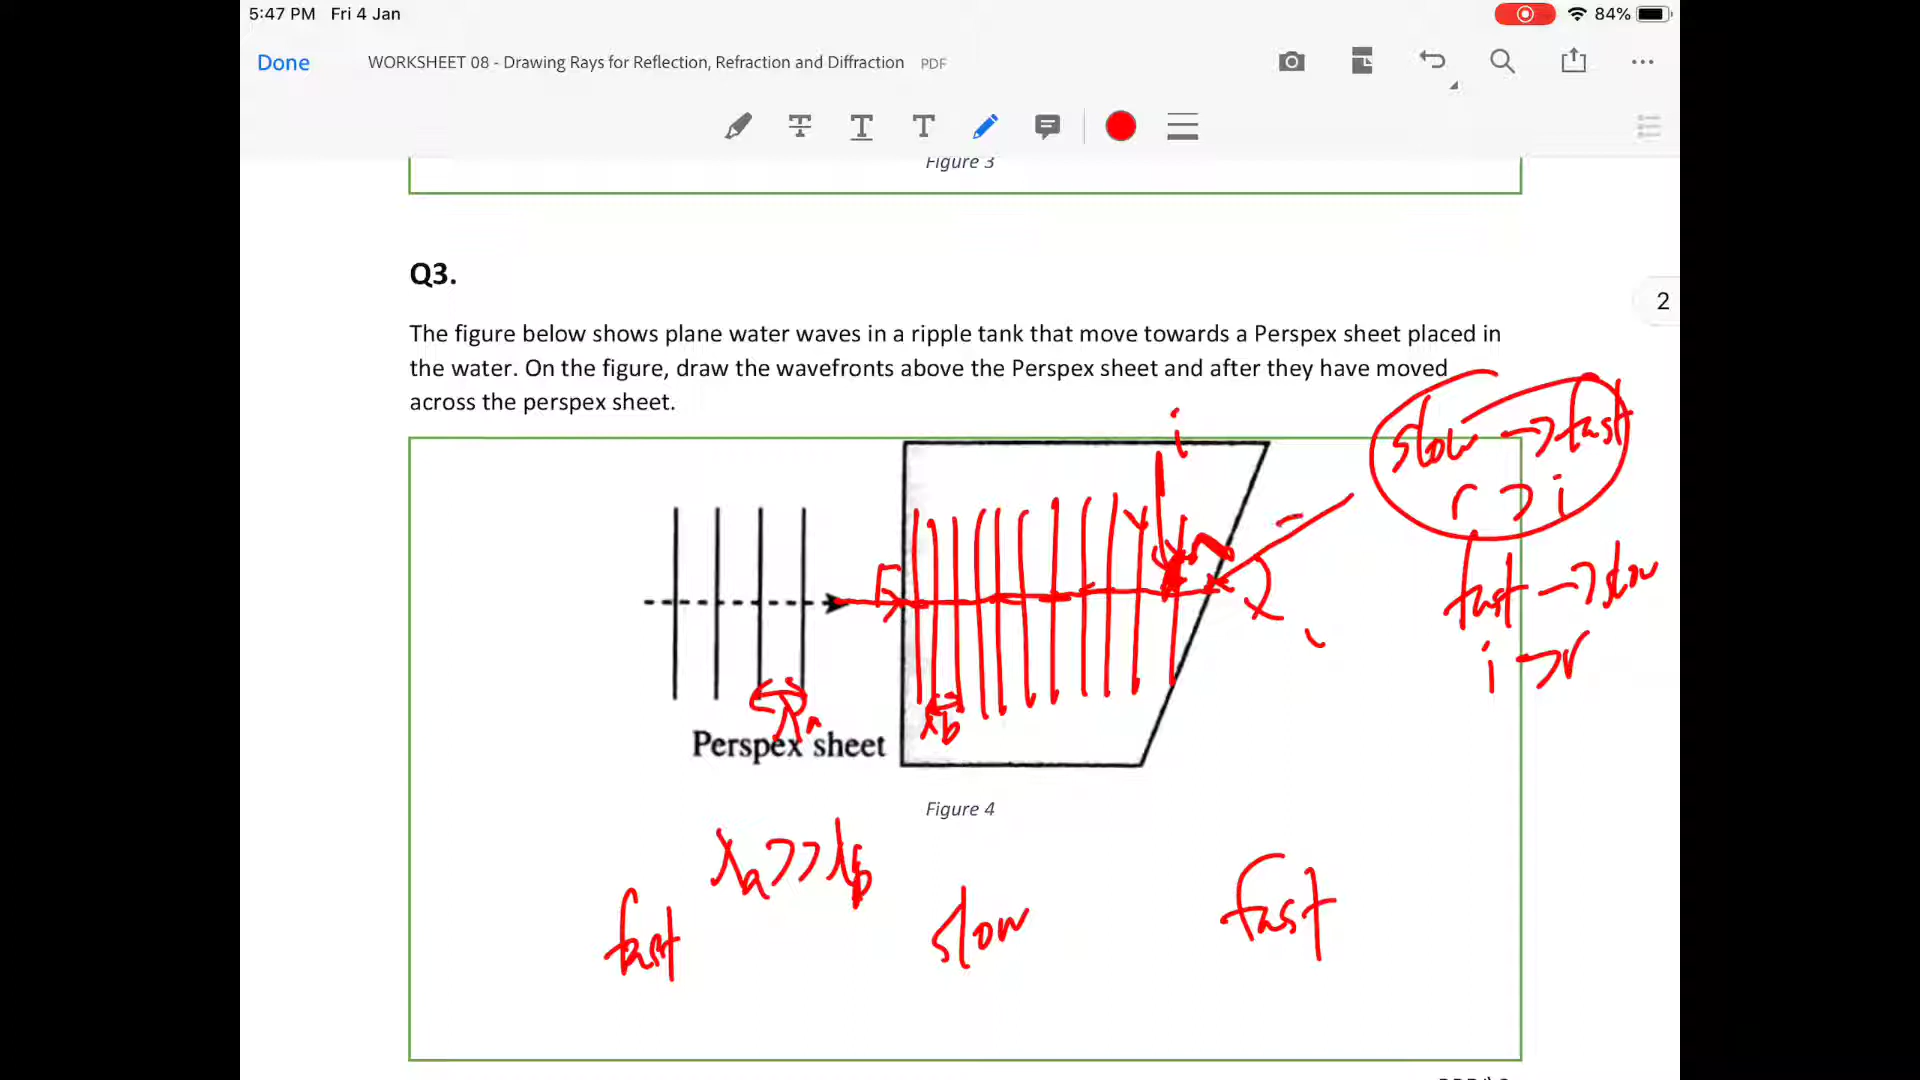 5:47 PM Fri 4 Jan
84%
Done
WORKSHEET 08 - Drawing Rays for Reflection, Refraction and Diffraction PDF
Figure 3
Q3.
2
The figure below shows plane water waves in a ripple tank that move towards a Perspex sheet placed in
the water. On the figure, draw the wavefronts above the Perspex sheet and after they have moved
across the perspex sheet.
i
slow → fast
r > i
fast → slow
i > r
λa
λb
Perspex sheet
Figure 4
λa >> λb
fast
slow
fast